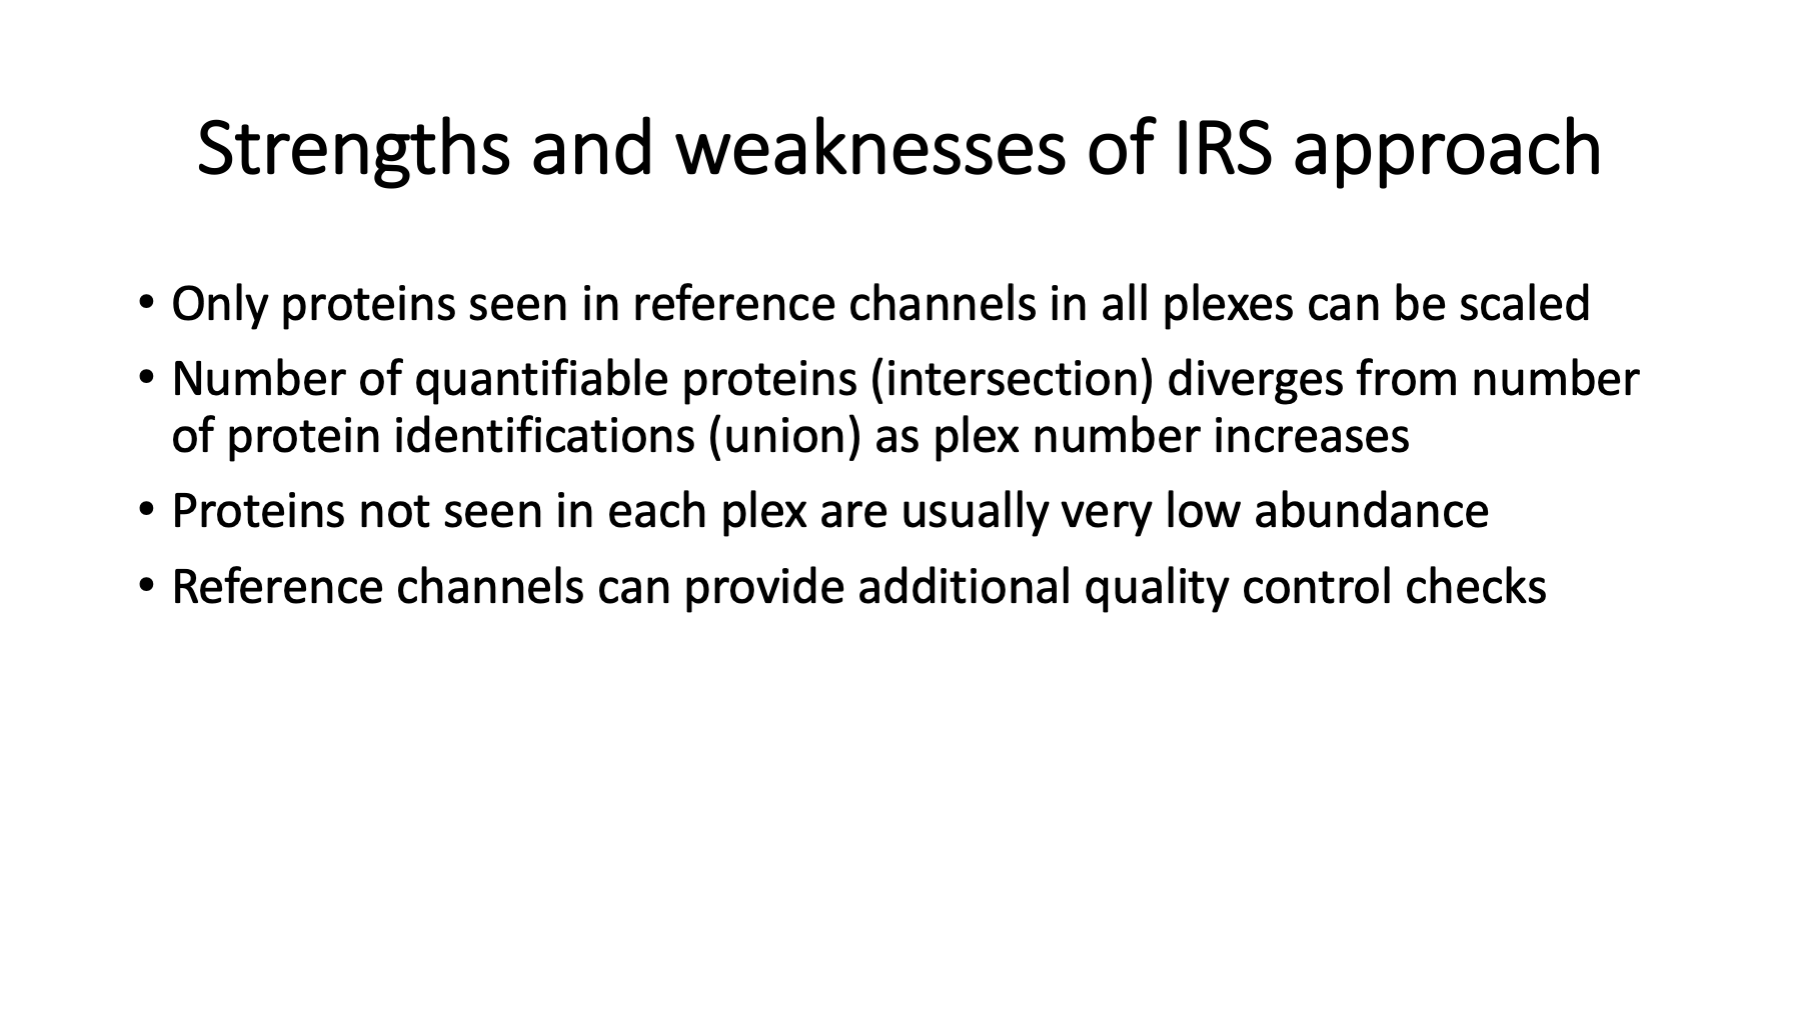 Strengths and weaknesses of IRS approach
• Only proteins seen in reference channels in all plexes can be scaled
• Number of quantifiable proteins (intersection) diverges from number
of protein identifications (union) as plex number increases
• Proteins not seen in each plex are usually very low abundance
• Reference channels can provide additional quality control checks